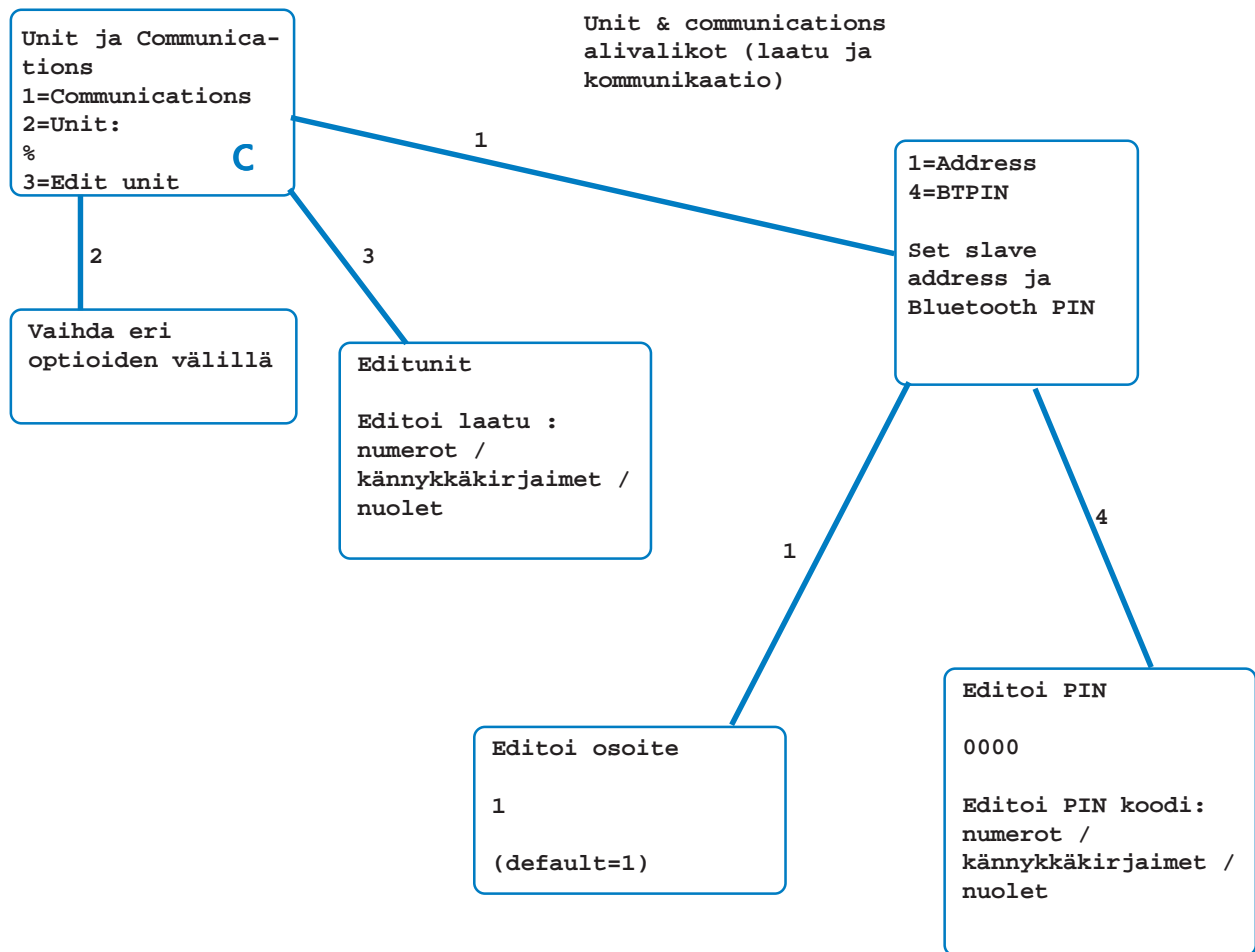 Unit ja Communica-
tions
1=Communications
2=Unit:
%
3=Edit unit
C
Unit & communications
alivalikot (laatu ja
kommunikaatio)
1
1=Address
4=BTPIN
Set slave
address ja
Bluetooth PIN
2
3
Vaihda eri
optioiden välillä
Editunit
Editoi laatu :
numerot /
kännykkäkirjaimet /
nuolet
1
4
Editoi osoite
1
(default=1)
Editoi PIN
0000
Editoi PIN koodi:
numerot /
kännykkäkirjaimet /
nuolet